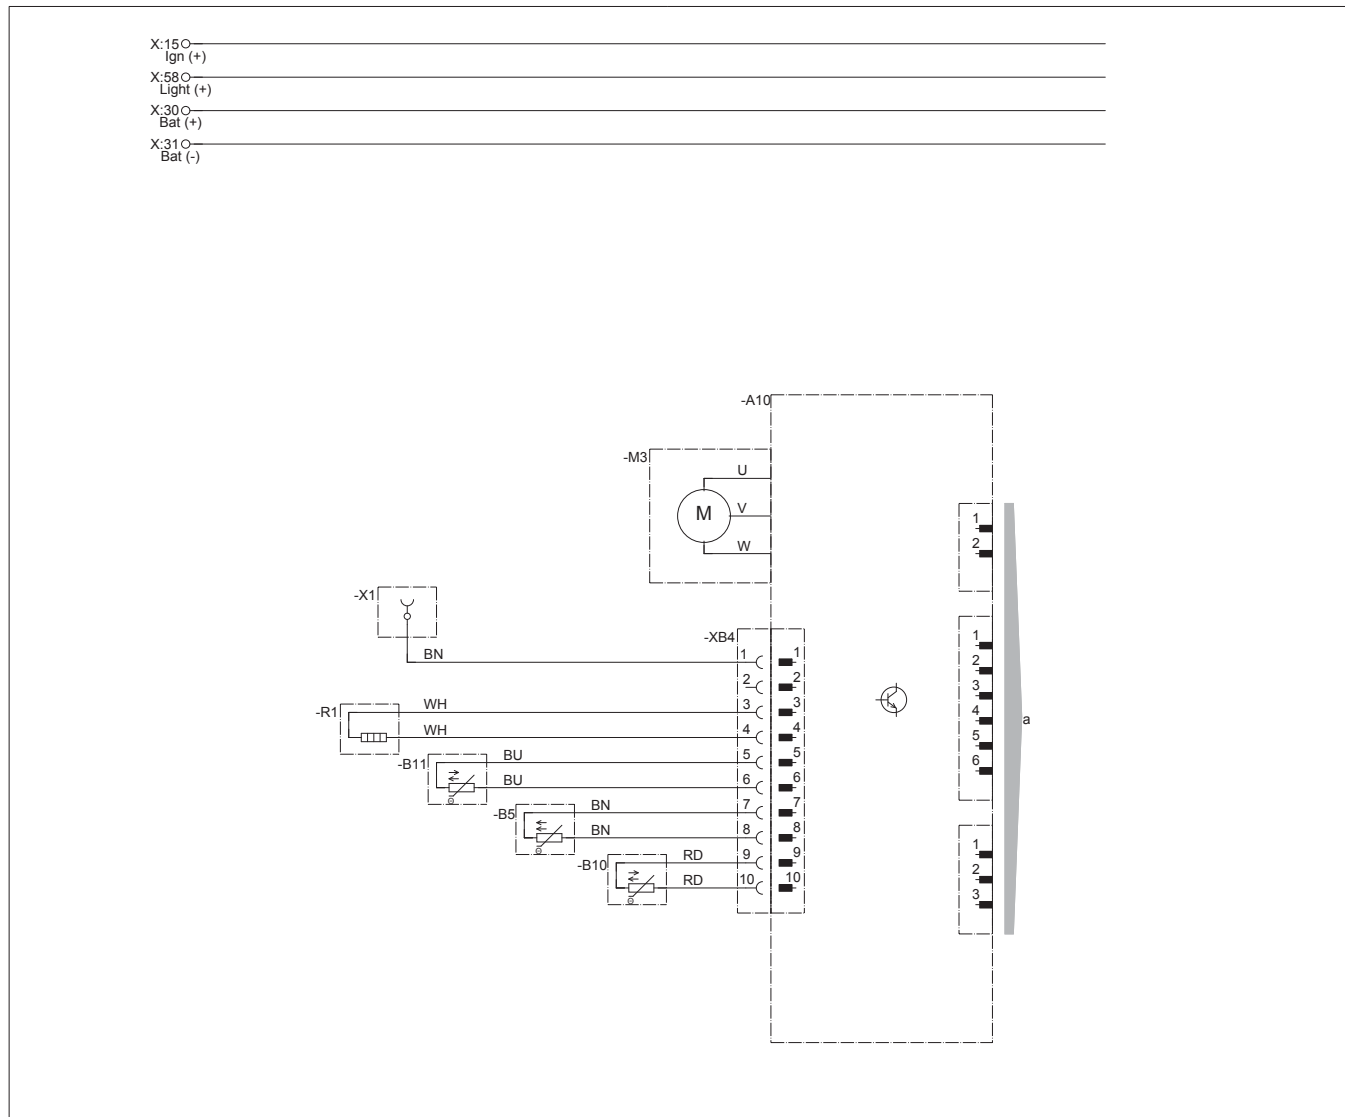 X:15
Ign (+)
X:58
Light (+)
X:30
Bat (+)
X:31
Bat (-)
-A10
-M3
U
M
V
W
1
2
-X1
-XB4
BN
1 1
2 2
-R1
WH
3 3
WH
4 4
-B11
BU
5 5
BU
6 6
-B5
BN
7 7
BN
8 8
-B10
RD
9 9
RD
10 10
1
2
3
4
5
6
a
1
2
3